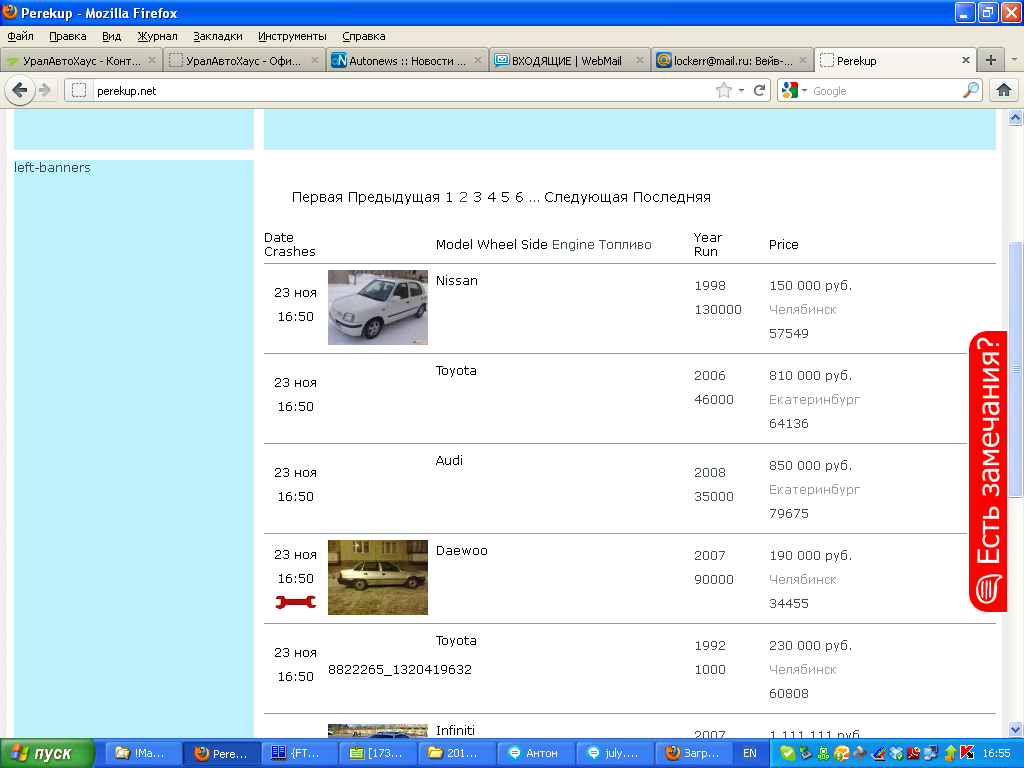 Perekup - Mozilla Firefox
Файл Правка Вид Журнал Закладки Инструменты Справка
УралАвтоХаус - Конт... УралАвтоХаус - Офи... Autonews :: Новости ... ВХОДЯЩИЕ | WebMail lockerr@mail.ru: Вейв-... Perekup
perekup.net Google
left-banners
Первая Предыдущая 1 2 3 4 5 6 ... Следующая Последняя
Date Crashes Model Wheel Side Engine Топливо Year Run Price
23 ноя 16:50 Nissan 1998 130000 150 000 руб. Челябинск 57549
23 ноя 16:50 Toyota 2006 46000 810 000 руб. Екатеринбург 64136
23 ноя 16:50 Audi 2008 35000 850 000 руб. Екатеринбург 79675
23 ноя 16:50 Daewoo 2007 90000 190 000 руб. Челябинск 34455
23 ноя 16:50 8822265_1320419632 Toyota 1992 1000 230 000 руб. Челябинск 60808
Infiniti 2007 1 111 111 руб.
Есть замечания?
пуск !Ма... Pere... {FT... [173... 201... Антон july.... Загр... EN 16:55